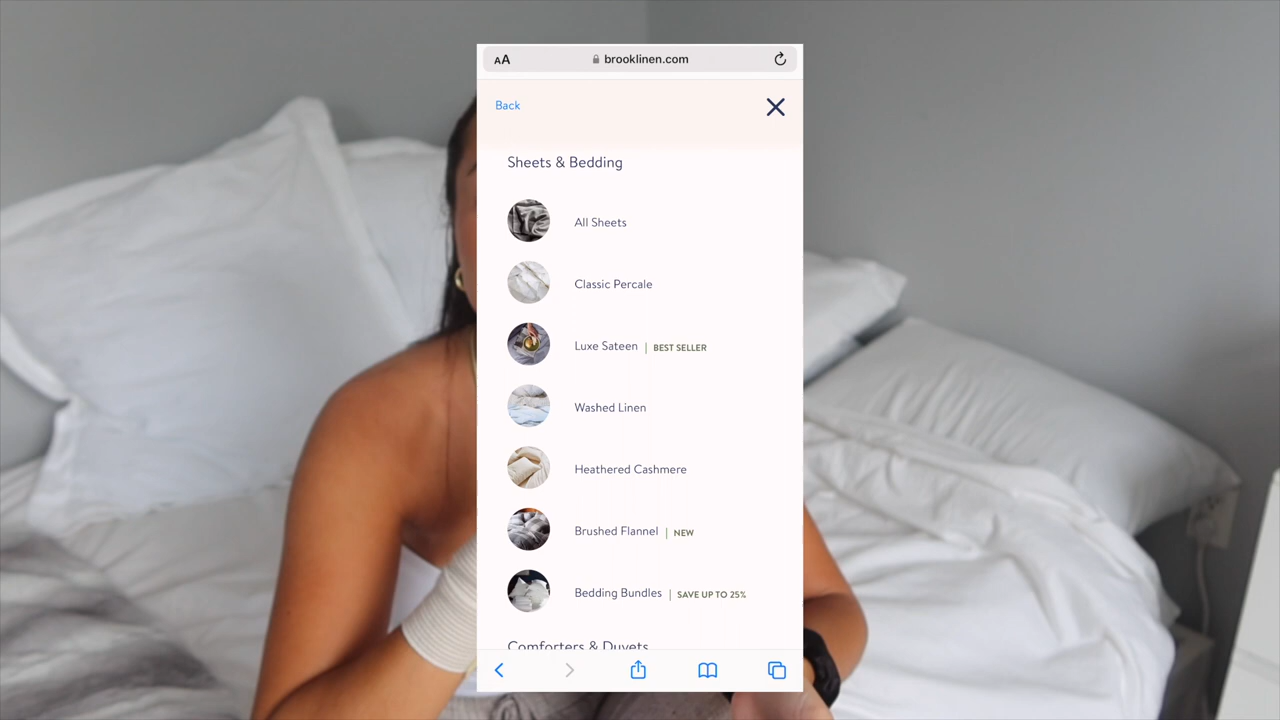 AA brooklinen.com
Back
Sheets & Bedding
All Sheets
Classic Percale
Luxe Sateen | BEST SELLER
Washed Linen
Heathered Cashmere
Brushed Flannel | NEW
Bedding Bundles | SAVE UP TO 25%
Comforters & Duvets